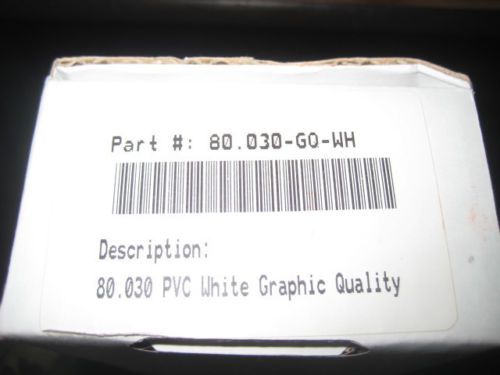 Part #: 80.030-GQ-WH
Description:
80.030 PVC White Graphic Quality